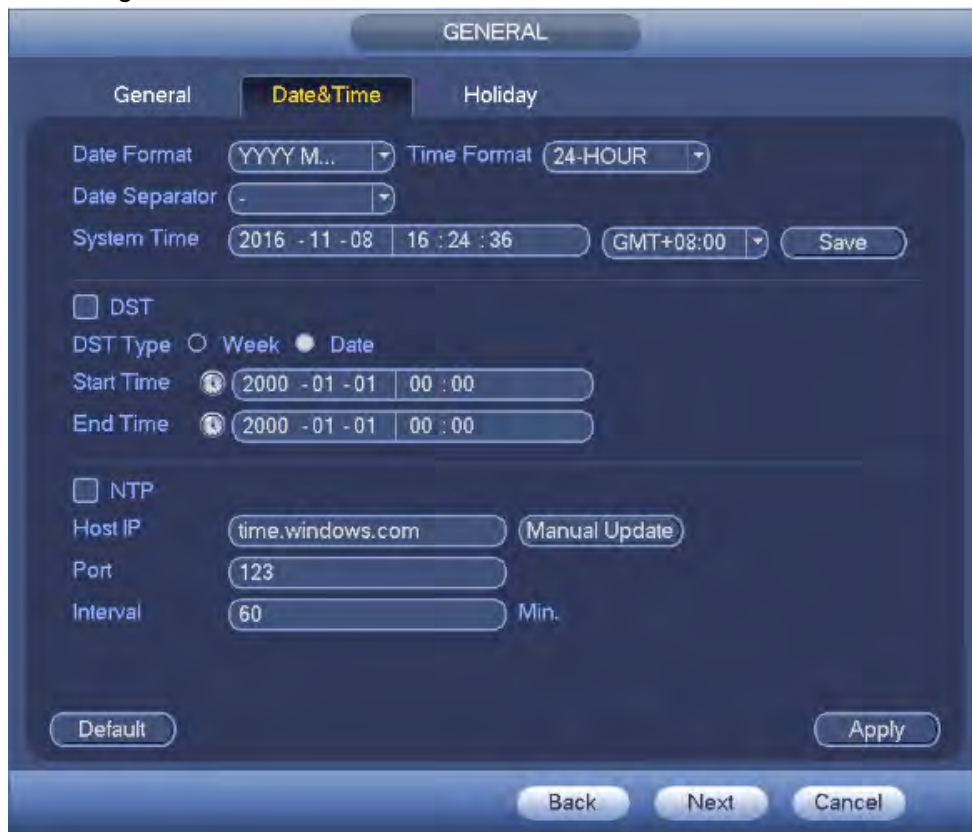 GENERAL
General Date&Time Holiday
Date Format YYYY M... Time Format 24-HOUR
Date Separator -
System Time 2016 - 11 - 08 16 : 24 : 36 GMT+08:00 Save
DST
DST Type Week Date
Start Time 2000 - 01 - 01 00 : 00
End Time 2000 - 01 - 01 00 : 00
NTP
Host IP time.windows.com Manual Update
Port 123
Interval 60 Min.
Default Apply
Back Next Cancel